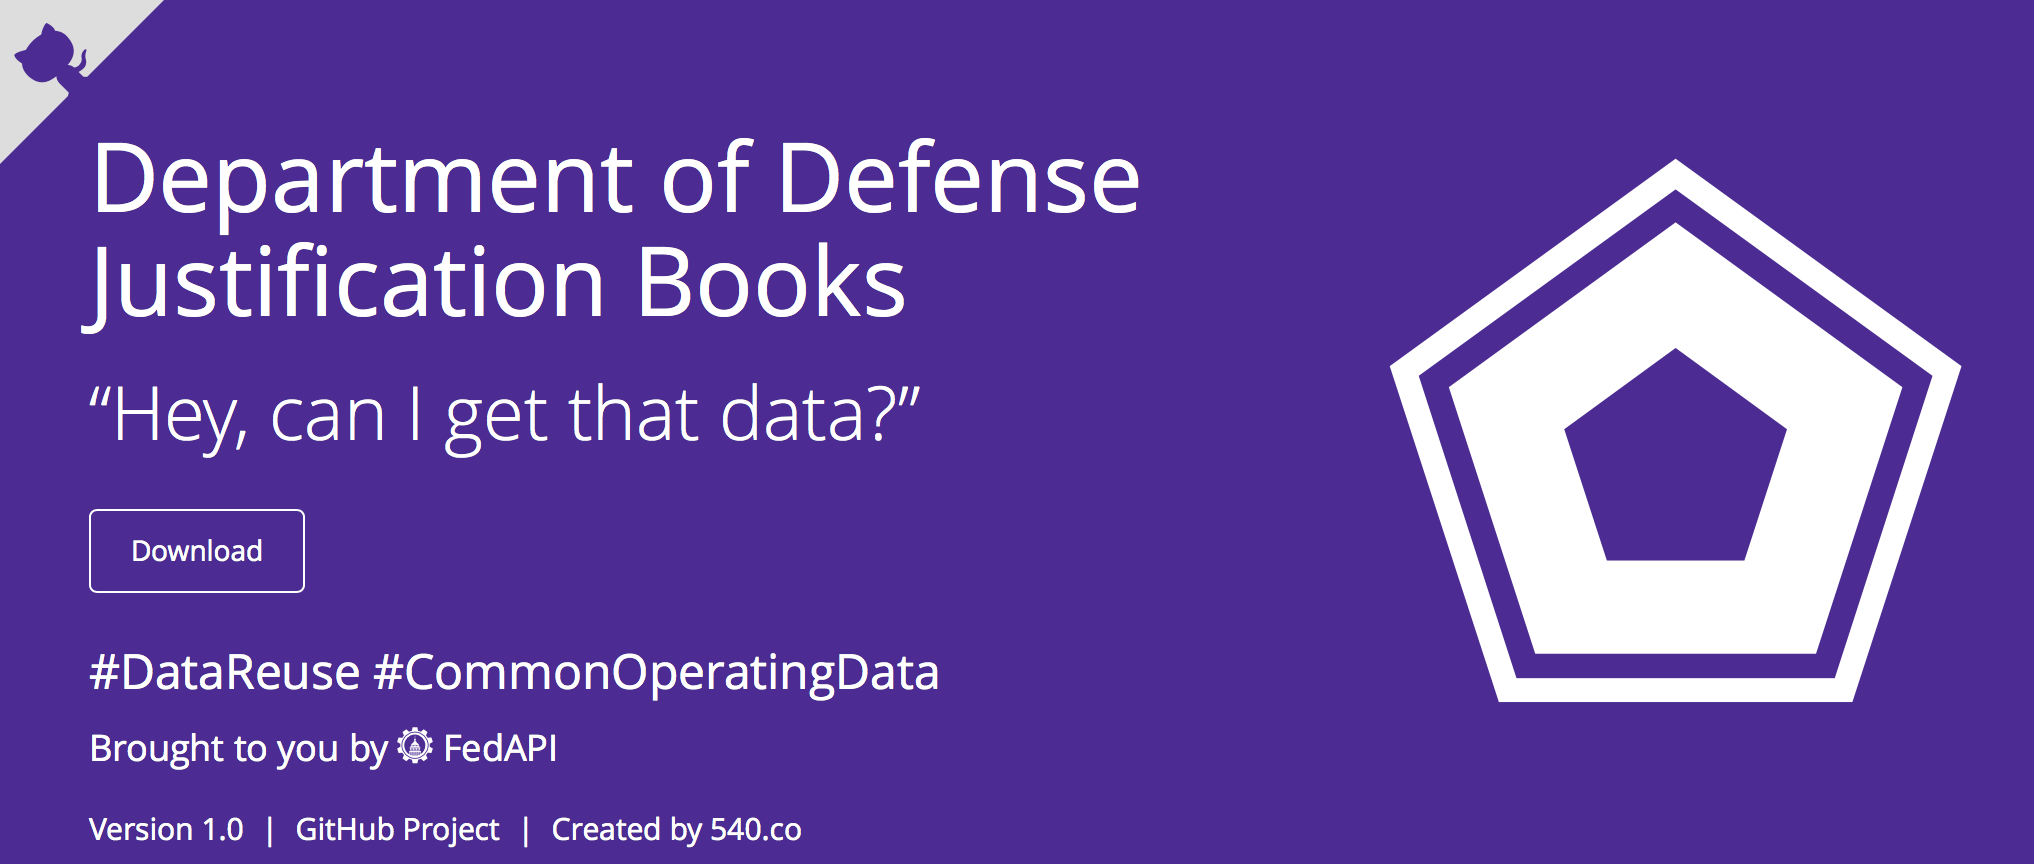 Department of Defense
Justification Books
“Hey, can I get that data?”
Download
#DataReuse #CommonOperatingData
Brought to you by FedAPI
Version 1.0 | GitHub Project | Created by 540.co